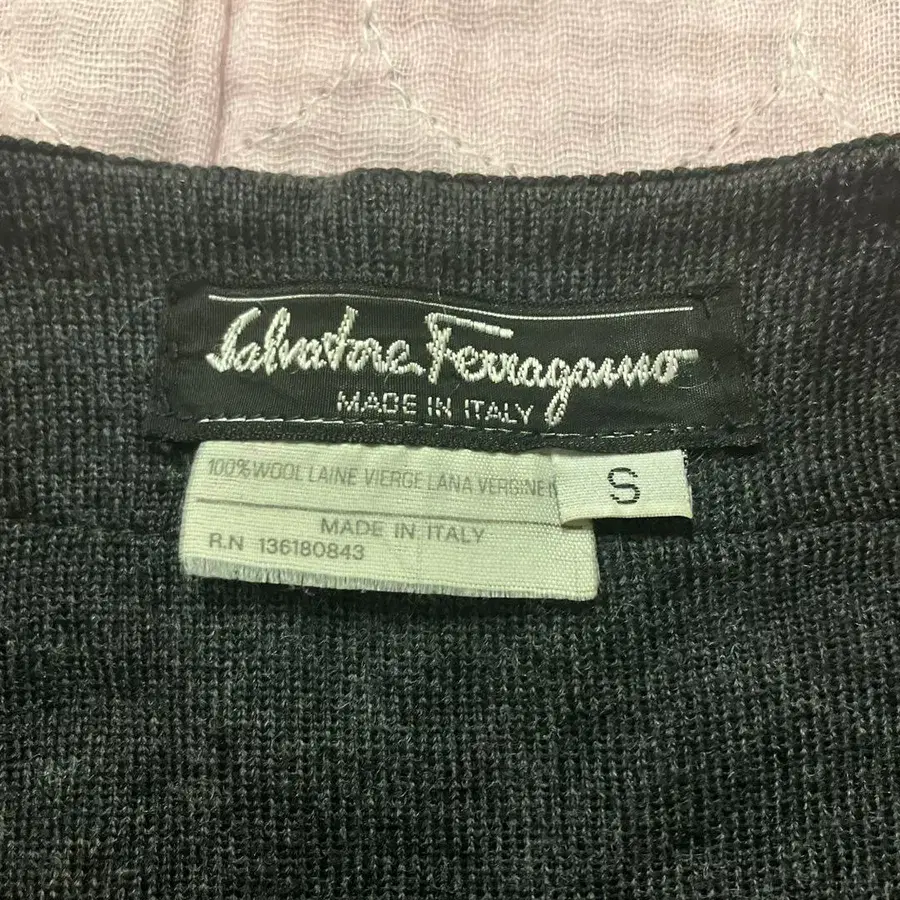 Salvatore Ferragamo
MADE IN ITALY
100% WOOL LAINE VIERGE LANA VERGINE
S
MADE IN ITALY
R.N 136180843